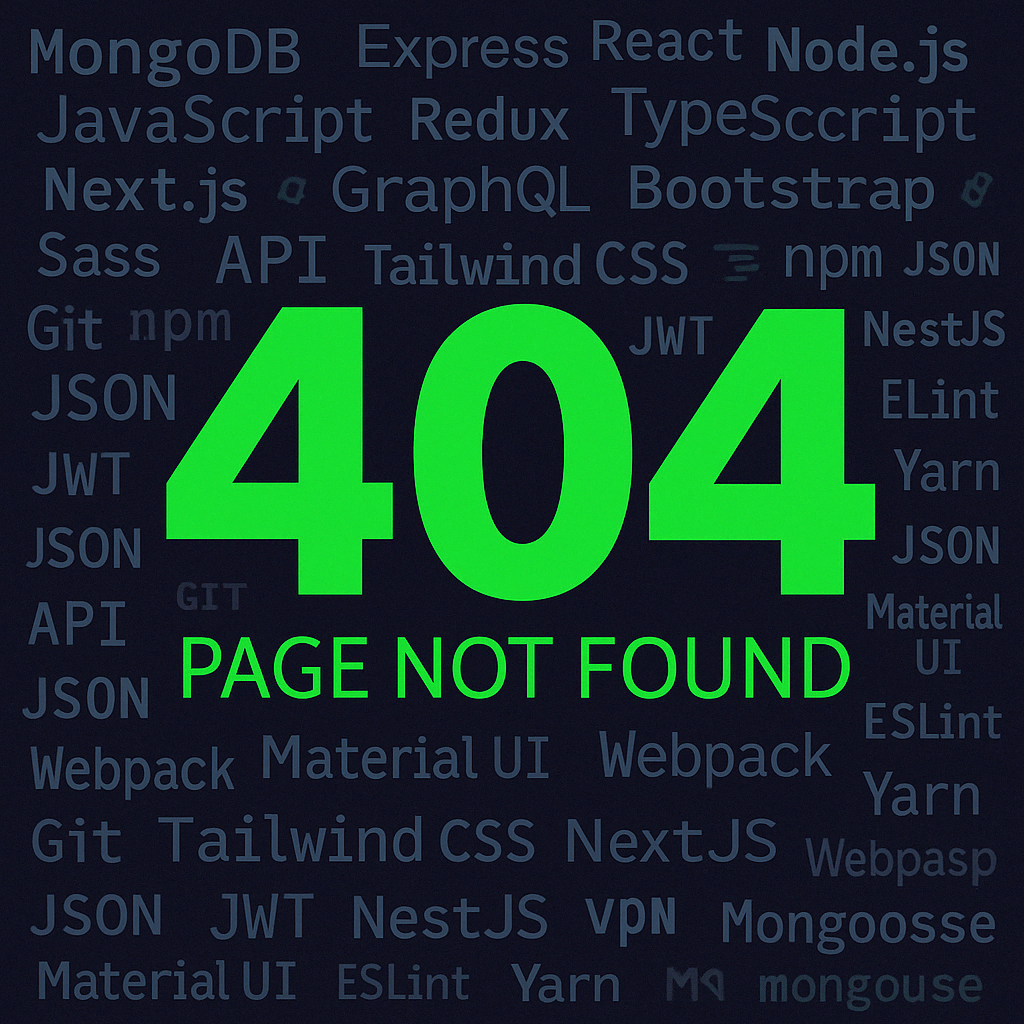 MongoDB Express React Node.js
JavaScript Redux TypeSccript
Next.js GraphQL Bootstrap
Sass API Tailwind CSS npm JSON
Git npm JWT NestJS
JSON ELint
404
JWT Yarn
JSON JSON
API GIT Material
UI
PAGE NOT FOUND
JSON ESLint
Webpack Material UI Webpack
Yarn
Git Tailwind CSS NextJS Webpasp
JSON JWT NestJS vpn Mongoosse
Material UI ESLint Yarn mongouse